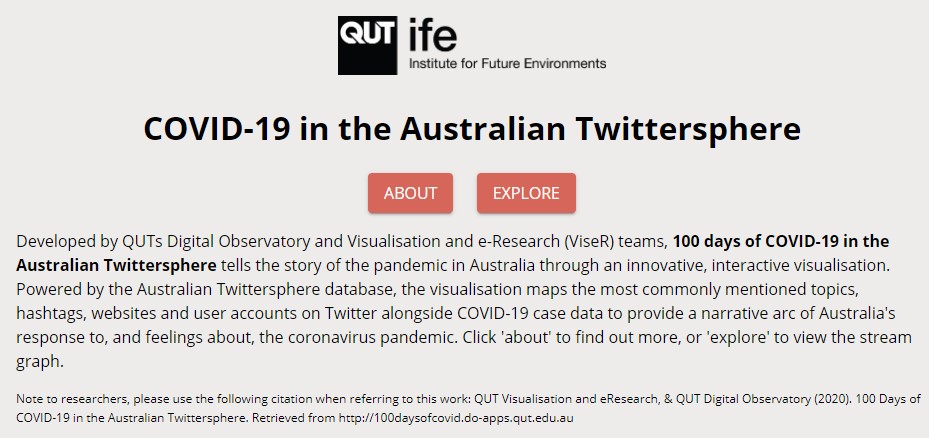 QUT ife
Institute for Future Environments
COVID-19 in the Australian Twittersphere
ABOUT EXPLORE
Developed by QUTs Digital Observatory and Visualisation and e-Research (ViseR) teams, 100 days of COVID-19 in the
Australian Twittersphere tells the story of the pandemic in Australia through an innovative, interactive visualisation.
Powered by the Australian Twittersphere database, the visualisation maps the most commonly mentioned topics,
hashtags, websites and user accounts on Twitter alongside COVID-19 case data to provide a narrative arc of Australia's
response to, and feelings about, the coronavirus pandemic. Click 'about' to find out more, or 'explore' to view the stream
graph.
Note to researchers, please use the following citation when referring to this work: QUT Visualisation and eResearch, & QUT Digital Observatory (2020). 100 Days of
COVID-19 in the Australian Twittersphere. Retrieved from http://100daysofcovid.do-apps.qut.edu.au